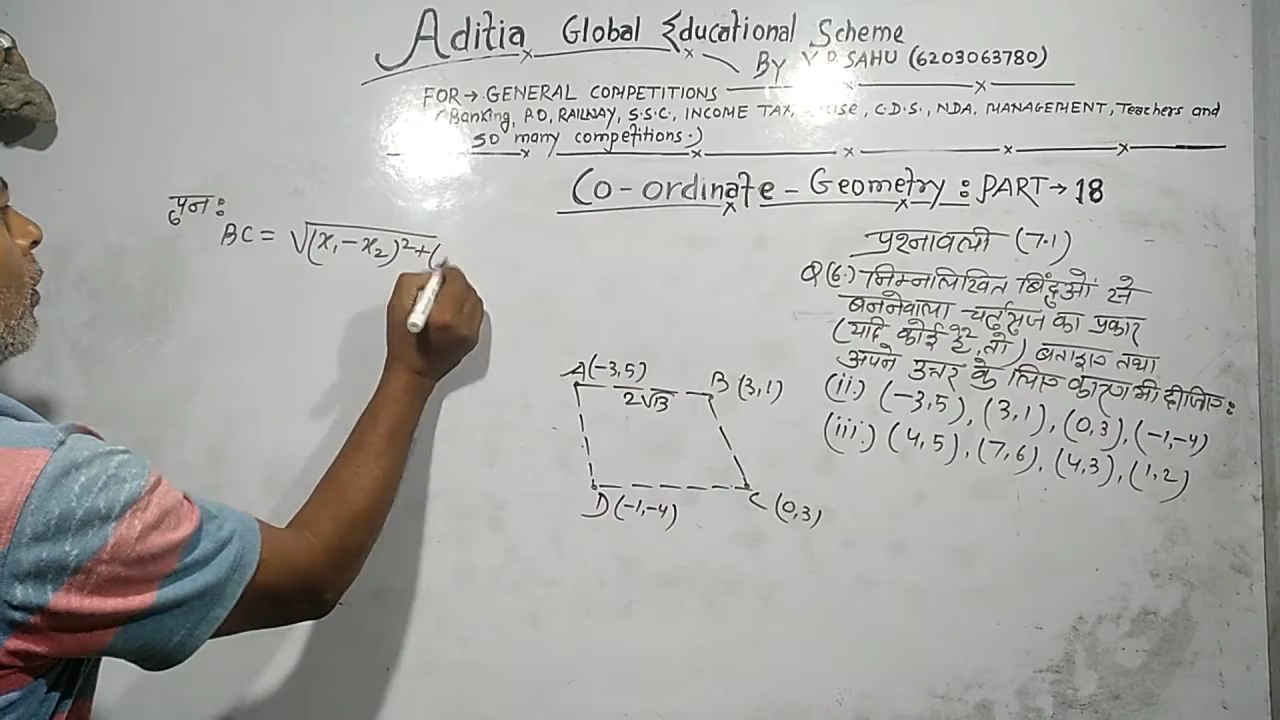 Aditia Global Educational Scheme
By Y.P. SAHU (6203063780)
FOR → GENERAL COMPETITIONS
(Banking, P.O, RAILWAY, S.S.C, INCOME TAX, C.D.S., NDA, MANAGEMENT, Teachers and
so many competitions.)
Co-ordinate - Geometry : PART → 18
पुनः
BC = √(x₁-x₂)²+(
प्रश्नावली (7.1)
Q(6.) निम्नलिखित बिंदुओं से
बननेवाला चर्तुभुज का प्रकार
(यदि कोई है, तो) बताइए तथा
अपने उत्तर के लिए कारण भी दीजिए:
(ii.) (-3,5), (3,1), (0,3), (-1,-4)
(iii.) (4,5), (7,6), (4,3), (1,2)
A(-3,5)
B (3,1)
2√13
D(-1,-4)
C (0,3)